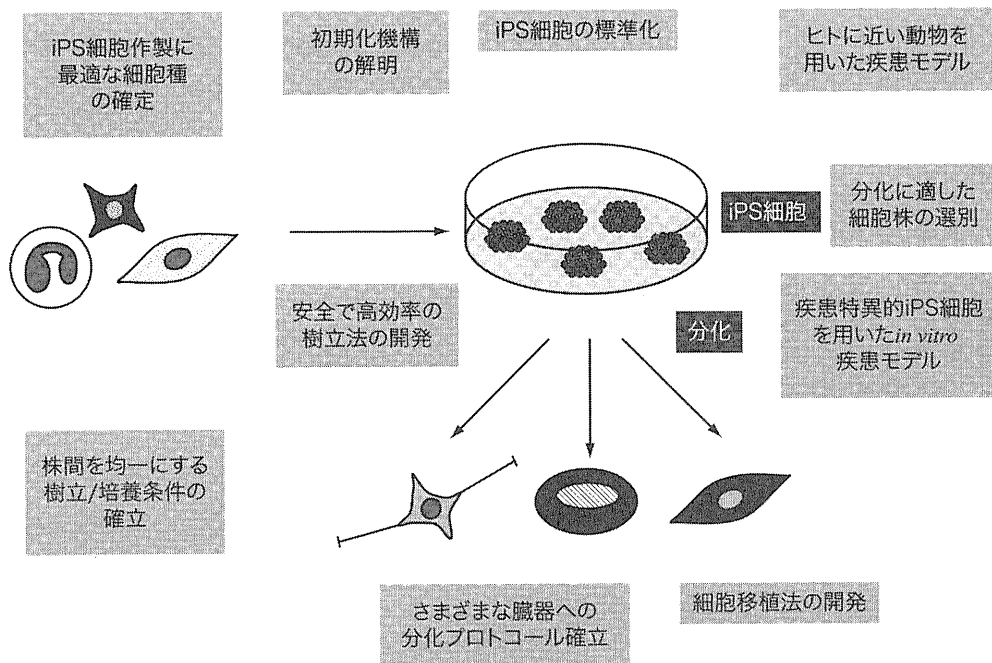 iPS細胞作製に
最適な細胞種
の確定
初期化機構
の解明
iPS細胞の標準化
ヒトに近い動物を
用いた疾患モデル
iPS細胞
分化に適した
細胞株の選別
安全で高効率の
樹立法の開発
分化
疾患特異的iPS細胞
を用いたin vitro
疾患モデル
株間を均一にする
樹立/培養条件の
確立
さまざまな臓器への
分化プロトコール確立
細胞移植法の開発